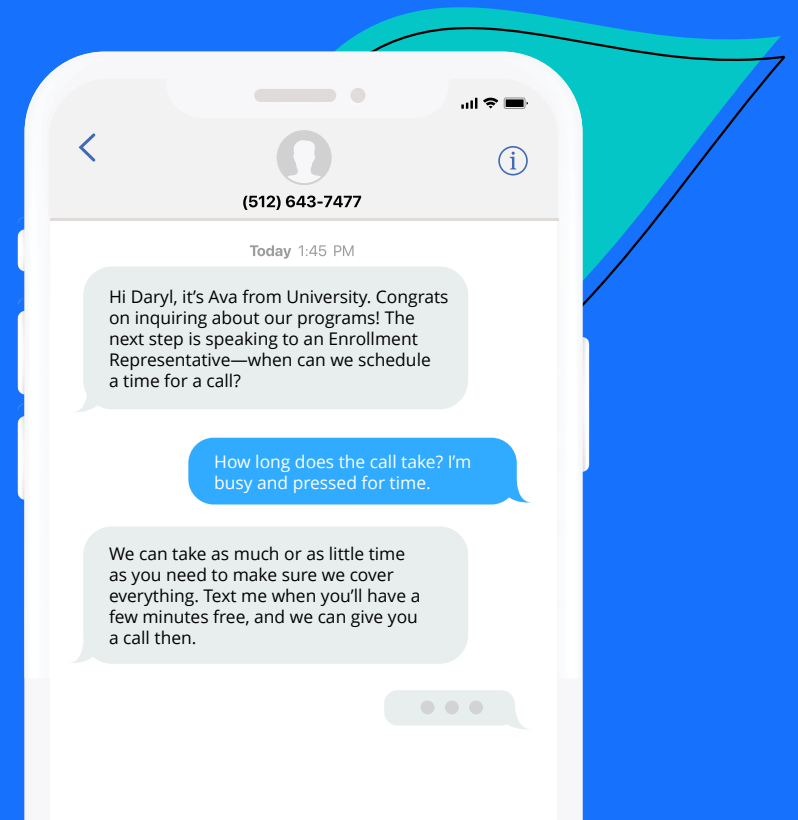 (512) 643-7477
Today 1:45 PM
Hi Daryl, it’s Ava from University. Congrats
on inquiring about our programs! The
next step is speaking to an Enrollment
Representative—when can we schedule
a time for a call?
How long does the call take? I’m
busy and pressed for time.
We can take as much or as little time
as you need to make sure we cover
everything. Text me when you’ll have a
few minutes free, and we can give you
a call then.